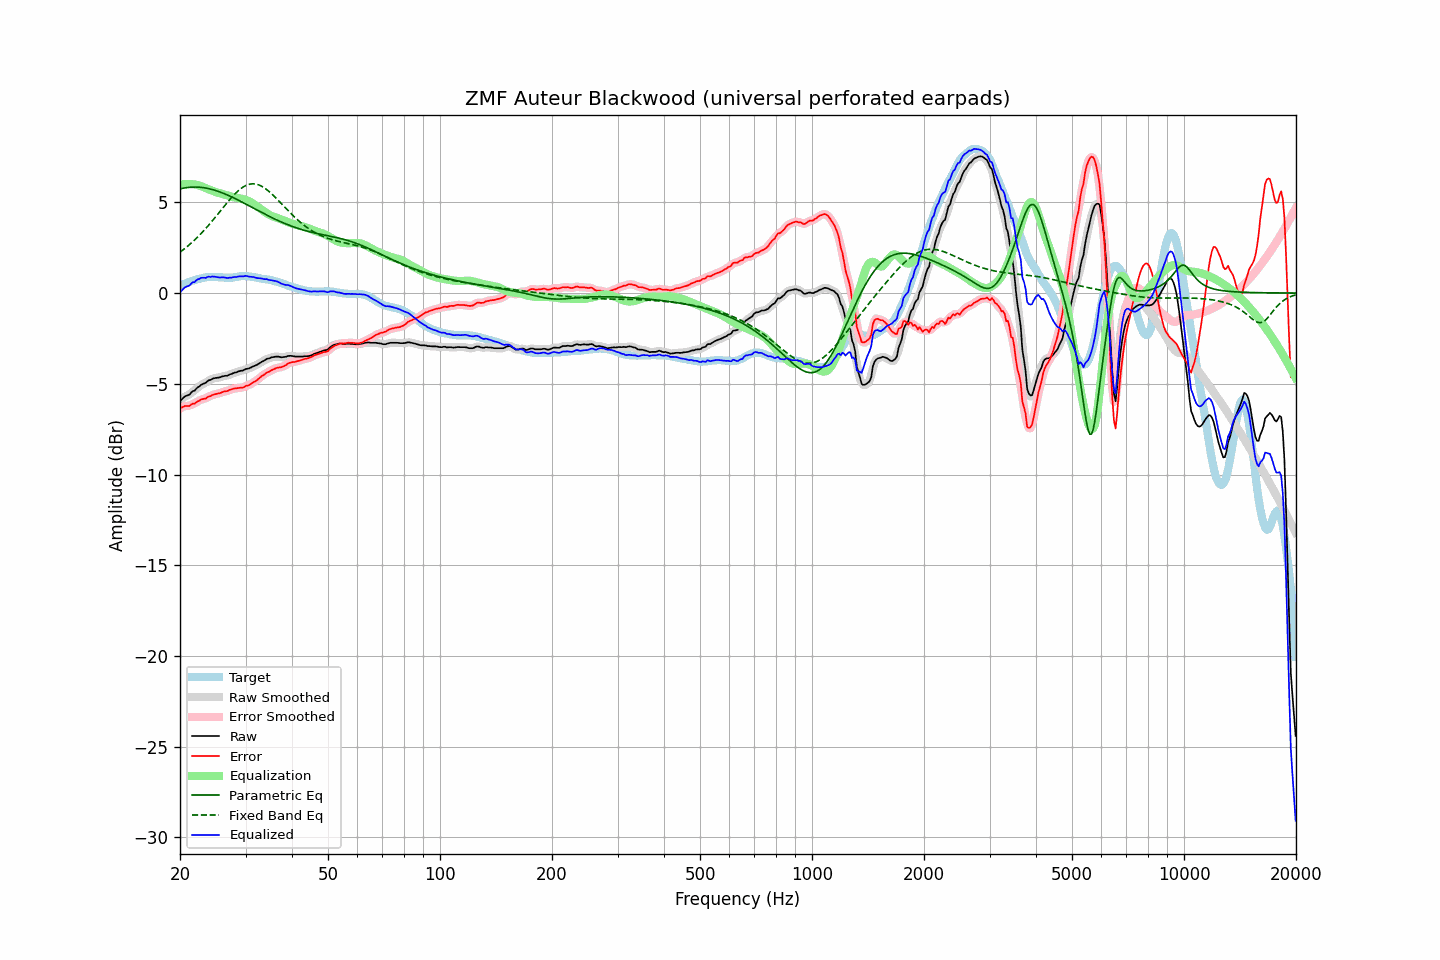 ZMF Auteur Blackwood (universal perforated earpads)
Amplitude (dBr)
5
0
−5
−10
−15
−20
−25
−30
Target
Raw Smoothed
Error Smoothed
Raw
Error
Equalization
Parametric Eq
Fixed Band Eq
Equalized
20 50 100 200 500 1000 2000 5000 10000 20000
Frequency (Hz)